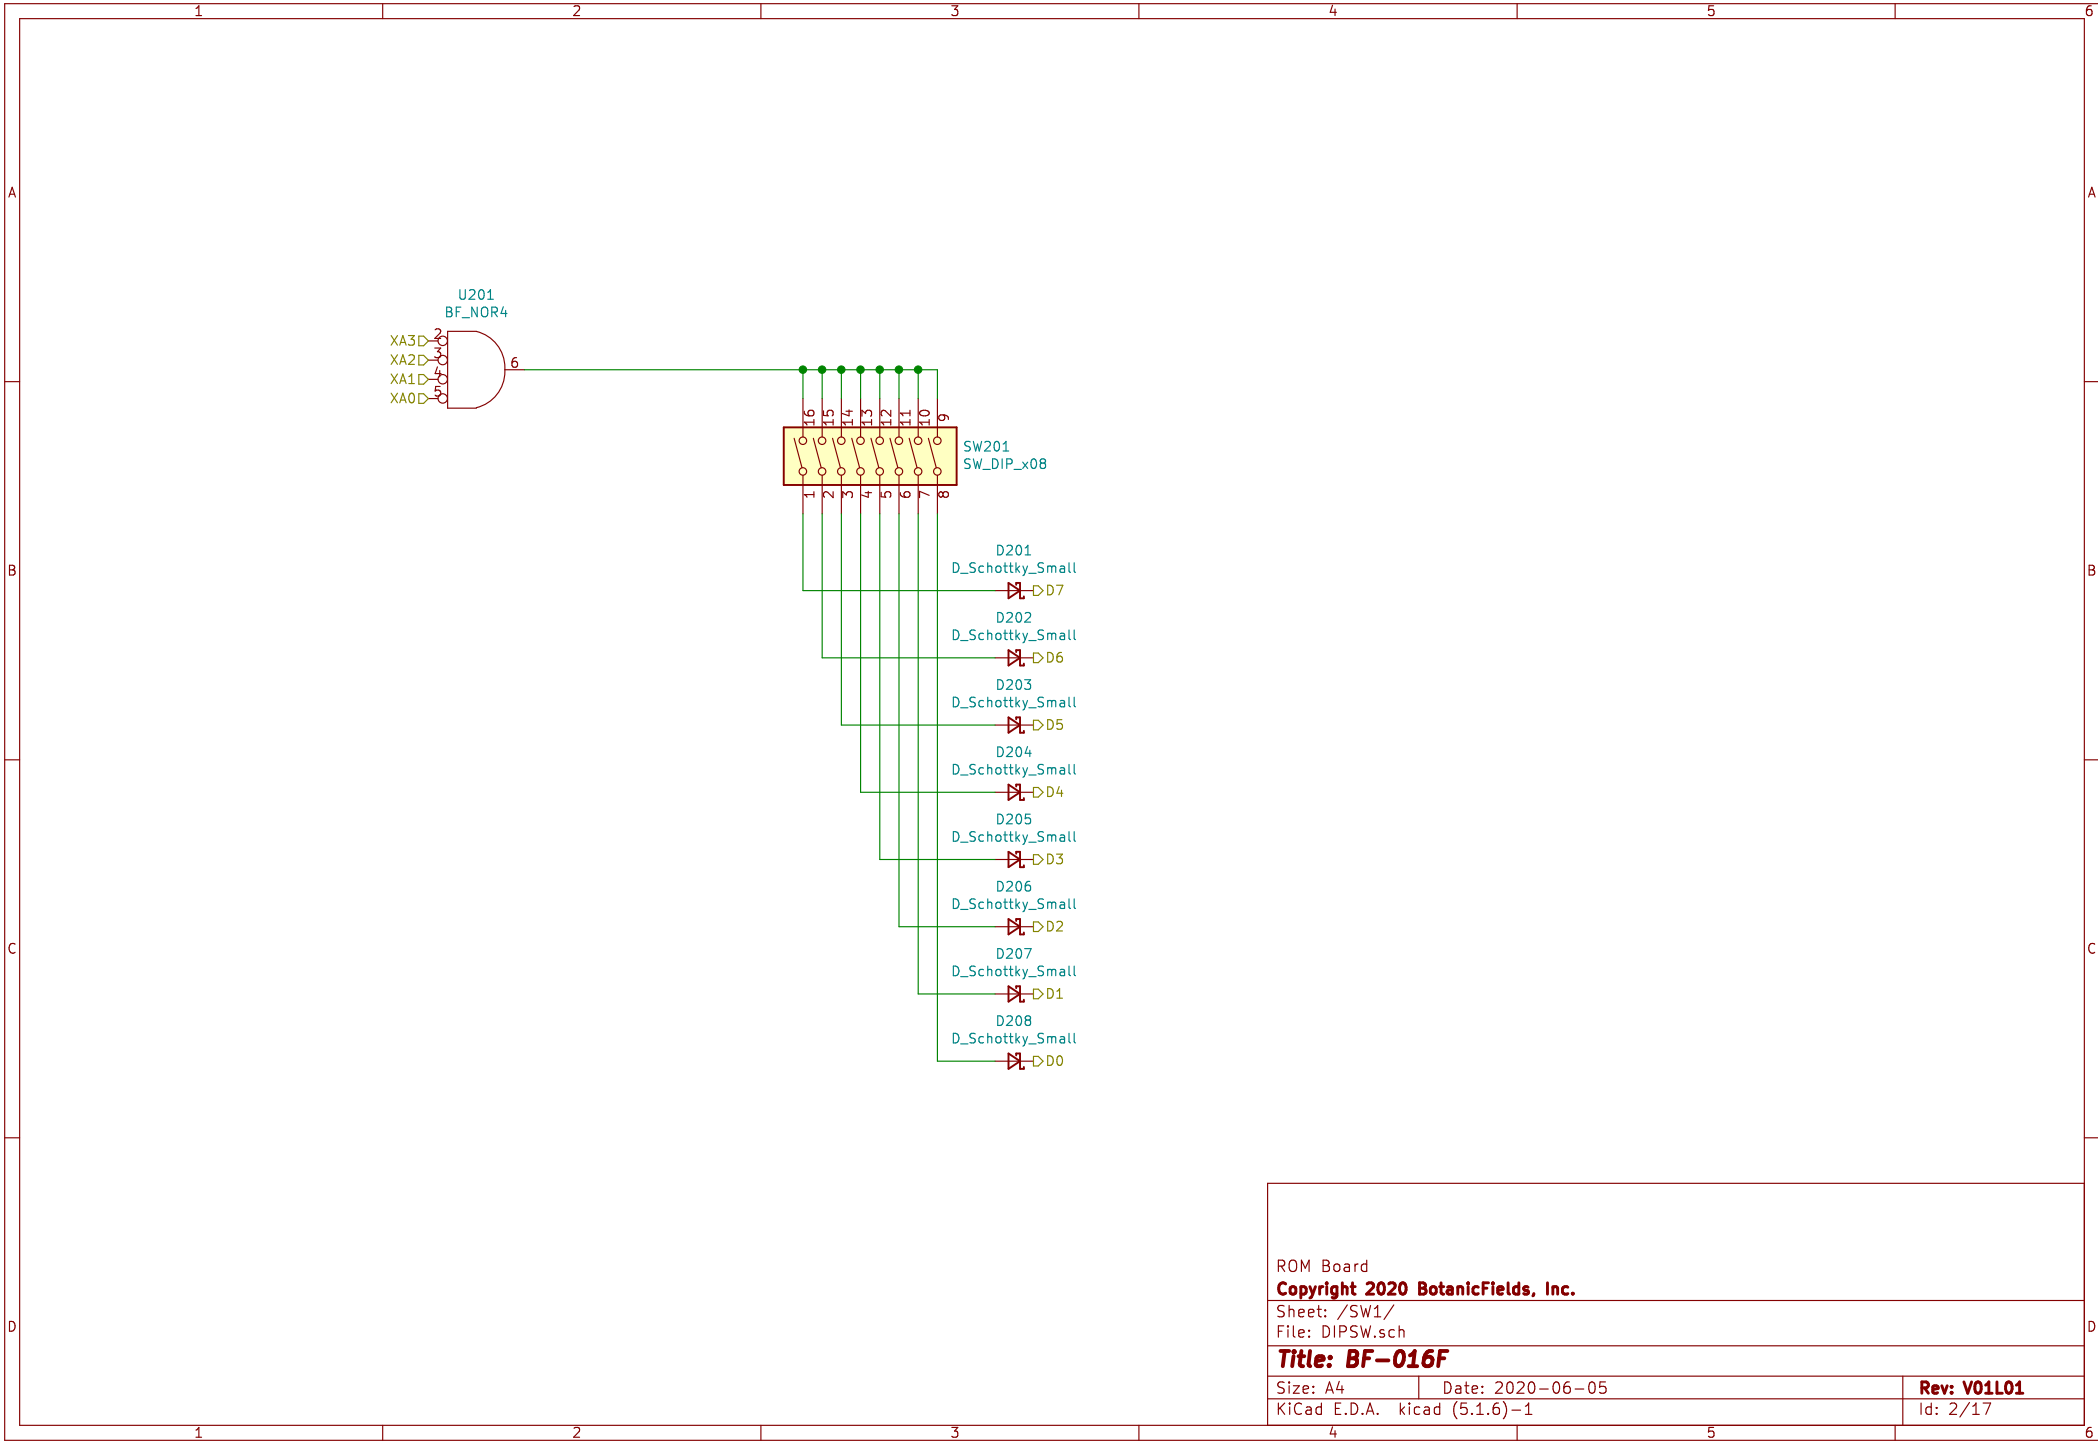 1 2 3 4 5 6
A A
U201
BF_NOR4
XA3 2
XA2 3
XA1 4
XA0 5
6
B B
16 15 14 13 12 11 10 9
SW201
SW_DIP_x08
1 2 3 4 5 6 7 8
D201
D_Schottky_Small
D7
D202
D_Schottky_Small
D6
D203
D_Schottky_Small
D5
D204
D_Schottky_Small
D4
D205
D_Schottky_Small
D3
D206
D_Schottky_Small
D2
C C
D207
D_Schottky_Small
D1
D208
D_Schottky_Small
D0
ROM Board
Copyright 2020 BotanicFields, Inc.
Sheet: /SW1/
File: DIPSW.sch
D D
Title: BF-016F
Size: A4 Date: 2020-06-05 Rev: V01L01
KiCad E.D.A. kicad (5.1.6)-1 Id: 2/17
1 2 3 4 5 6